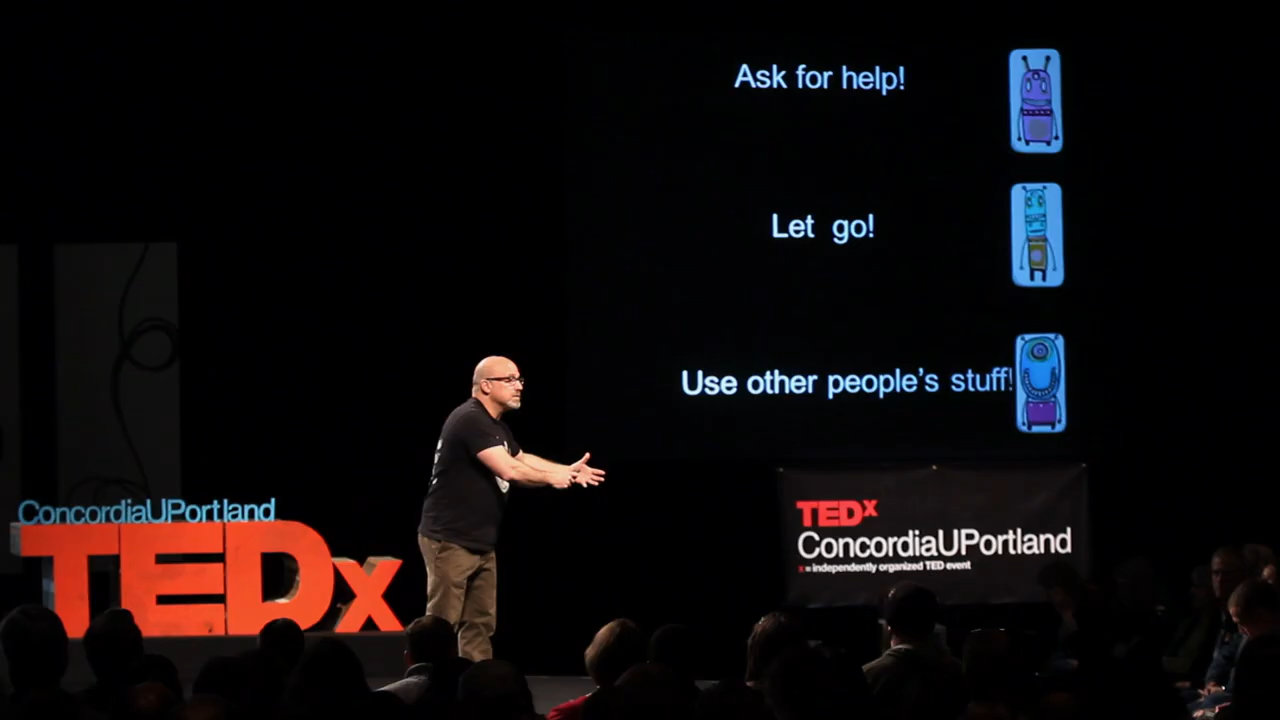 Ask for help!
Let go!
Use other people’s stuff!
ConcordiaUPortland
TEDx
TEDx
ConcordiaUPortland
x = independently organized TED event